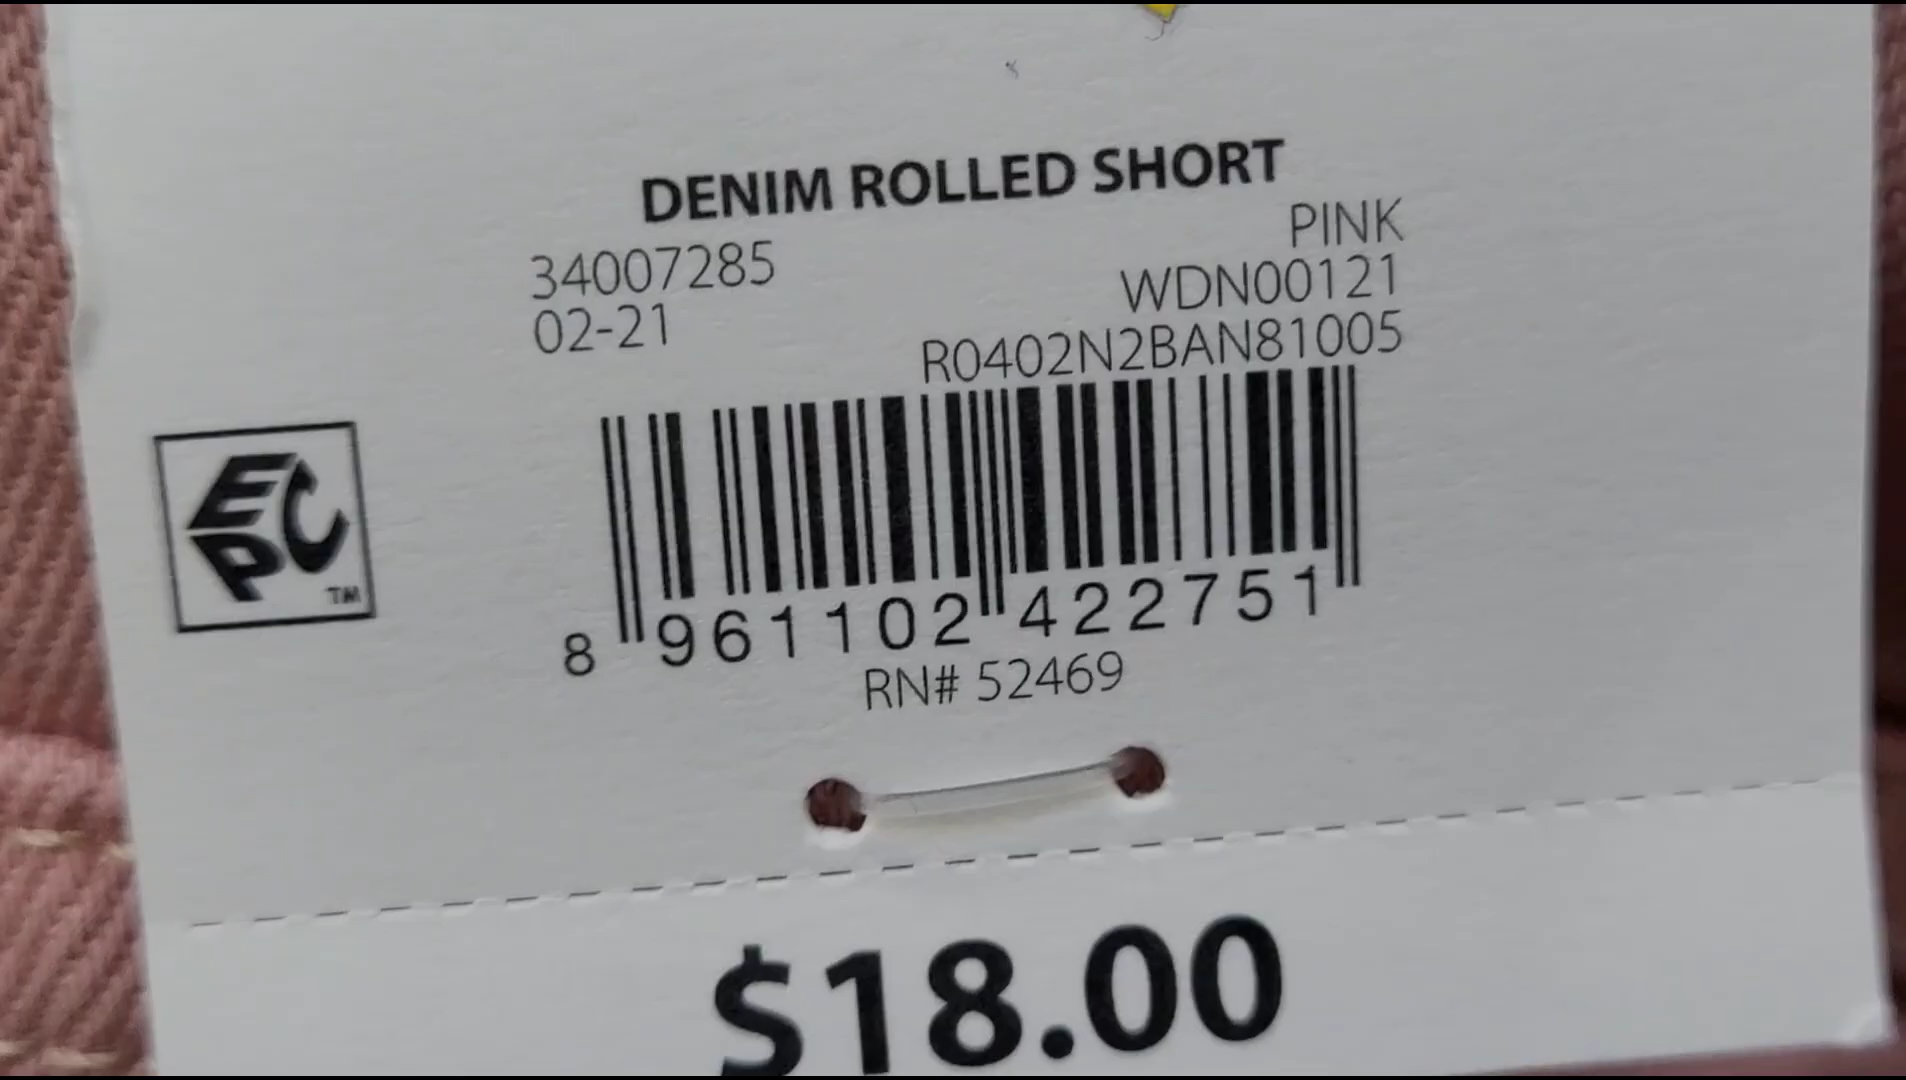 DENIM ROLLED SHORT
PINK
34007285
WDN00121
02-21
R0402N2BAN81005
EPC
TM
8 961102 422751
RN# 52469
$18.00